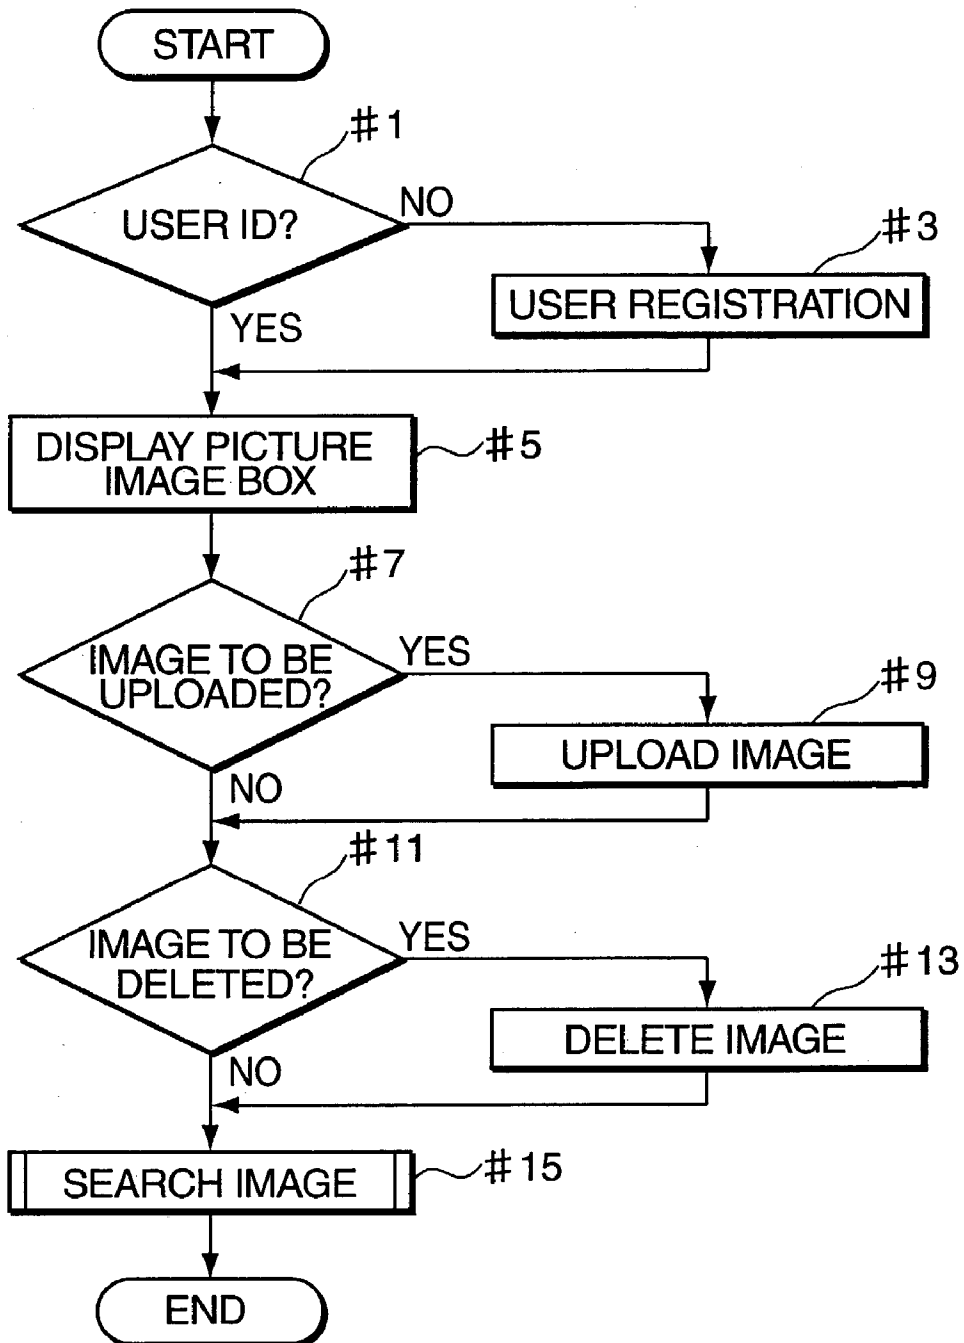 START
#1
USER ID?
NO
#3
USER REGISTRATION
YES
DISPLAY PICTURE
IMAGE BOX
#5
#7
IMAGE TO BE
UPLOADED?
YES
#9
UPLOAD IMAGE
NO
#11
IMAGE TO BE
DELETED?
YES
#13
DELETE IMAGE
NO
SEARCH IMAGE
#15
END